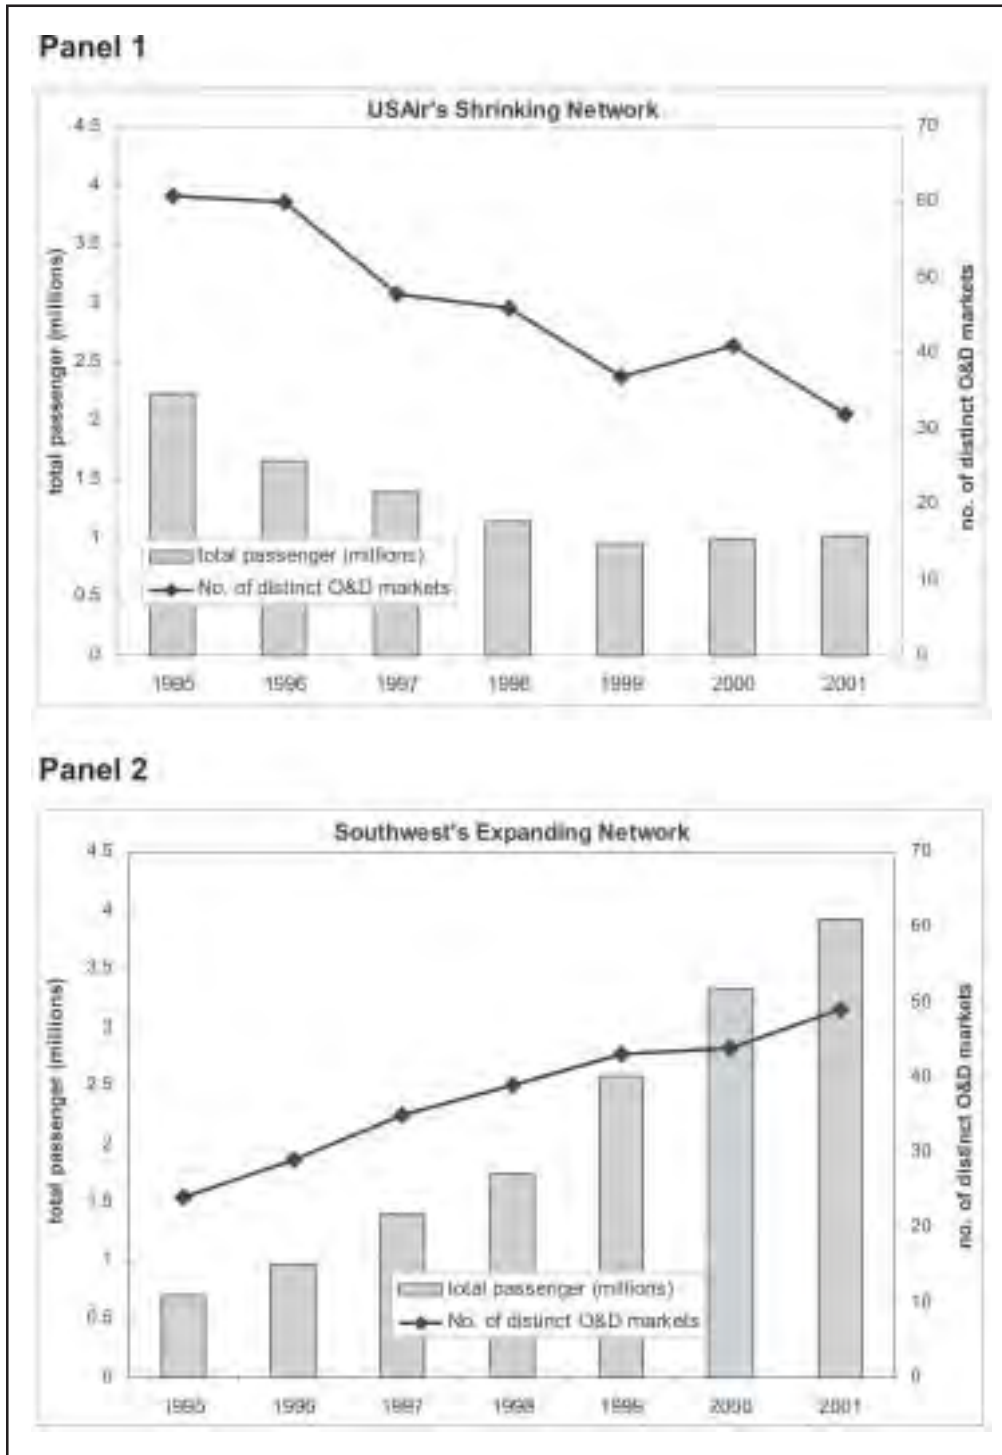 Panel 1
USAir's Shrinking Network
4.5
4
3.5
3
2.5
2
1.5
1
0.5
0
total passenger (millions)
70
60
50
40
30
20
10
0
no. of distinct O&D markets
total passenger (millions)
No. of distinct O&D markets
1995 1996 1997 1998 1999 2000 2001
Panel 2
Southwest's Expanding Network
4.5
4
3.5
3
2.5
2
1.5
1
0.5
0
total passenger (millions)
70
60
50
40
30
20
10
0
no. of distinct O&D markets
total passenger (millions)
No. of distinct O&D markets
1995 1996 1997 1998 1999 2000 2001